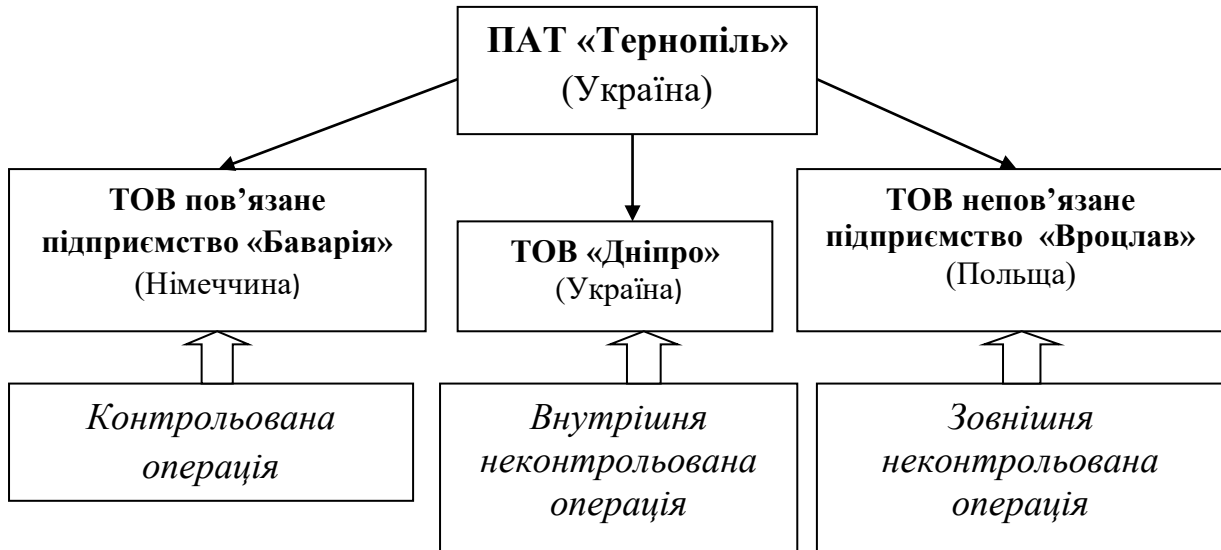 ПАТ «Тернопіль»
(Україна)
ТОВ пов’язане
підприємство «Баварія»
(Німеччина)
ТОВ «Дніпро»
(Україна)
ТОВ непов’язане
підприємство «Вроцлав»
(Польща)
Контрольована
операція
Внутрішня
неконтрольована
операція
Зовнішня
неконтрольована
операція